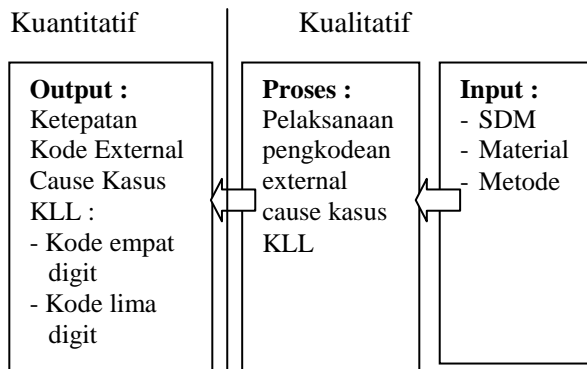 Kuantitatif
Kualitatif
Output :
Ketepatan
Kode External
Cause Kasus
KLL :
- Kode empat
digit
- Kode lima
digit
Proses :
Pelaksanaan
pengkodean
external
cause kasus
KLL
Input :
- SDM
- Material
- Metode